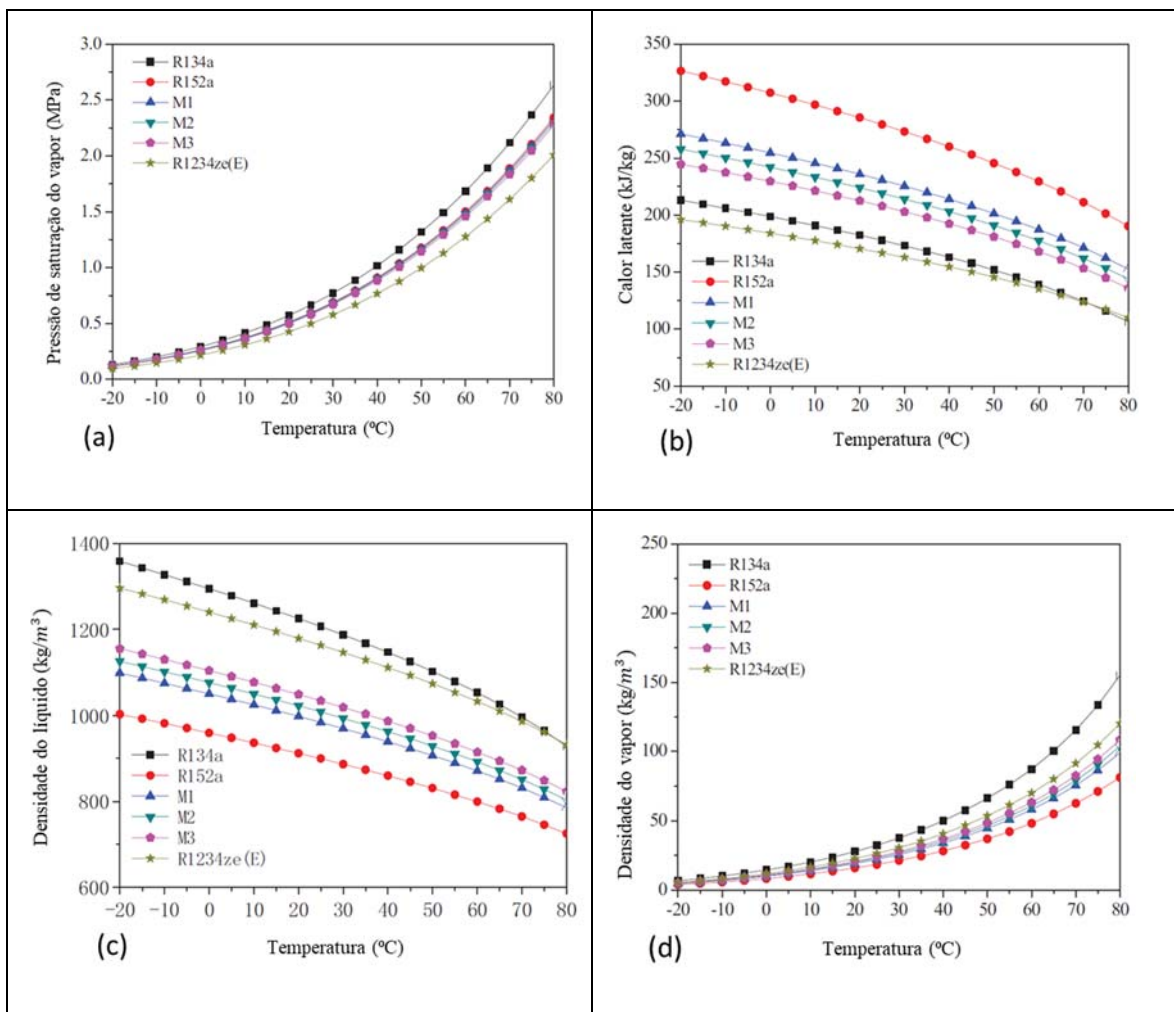 3.0
2.5
2.0
1.5
1.0
0.5
0.0
Pressão de saturação do vapor (MPa)
R134a
R152a
M1
M2
M3
R1234ze(E)
-20 -10 0 10 20 30 40 50 60 70 80
Temperatura (ºC)
(a)
350
300
250
200
150
100
50
Calor latente (kJ/kg)
R134a
R152a
M1
M2
M3
R1234ze(E)
-20 -10 0 10 20 30 40 50 60 70 80
Temperatura (ºC)
(b)
1400
1200
1000
800
600
Densidade do líquido (kg/m³)
R134a
R152a
M1
M2
M3
R1234ze(E)
-20 -10 0 10 20 30 40 50 60 70 80
Temperatura (ºC)
(c)
250
200
150
100
50
0
Densidade do vapor (kg/m³)
R134a
R152a
M1
M2
M3
R1234ze(E)
-20 -10 0 10 20 30 40 50 60 70 80
Temperatura (ºC)
(d)